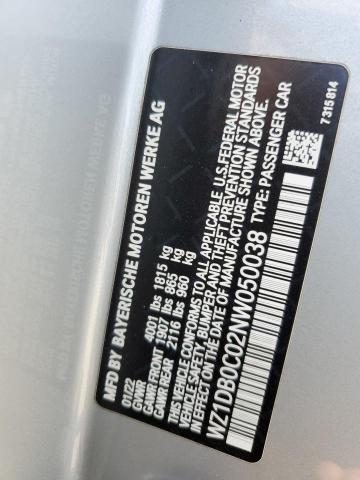 MFD BY BAYERISCHE MOTOREN WERKE AG
01/22
GVWR 4001 lbs 1815 kg
GAWR FRONT 1907 lbs 865 kg
GAWR REAR 2116 lbs 960 kg
THIS VEHICLE CONFORMS TO ALL APPLICABLE U.S. FEDERAL MOTOR
VEHICLE SAFETY, BUMPER AND THEFT PREVENTION STANDARDS
IN EFFECT ON THE DATE OF MANUFACTURE SHOWN ABOVE.
WZ1DB0C02NW050038 TYPE: PASSENGER CAR
7 315 814